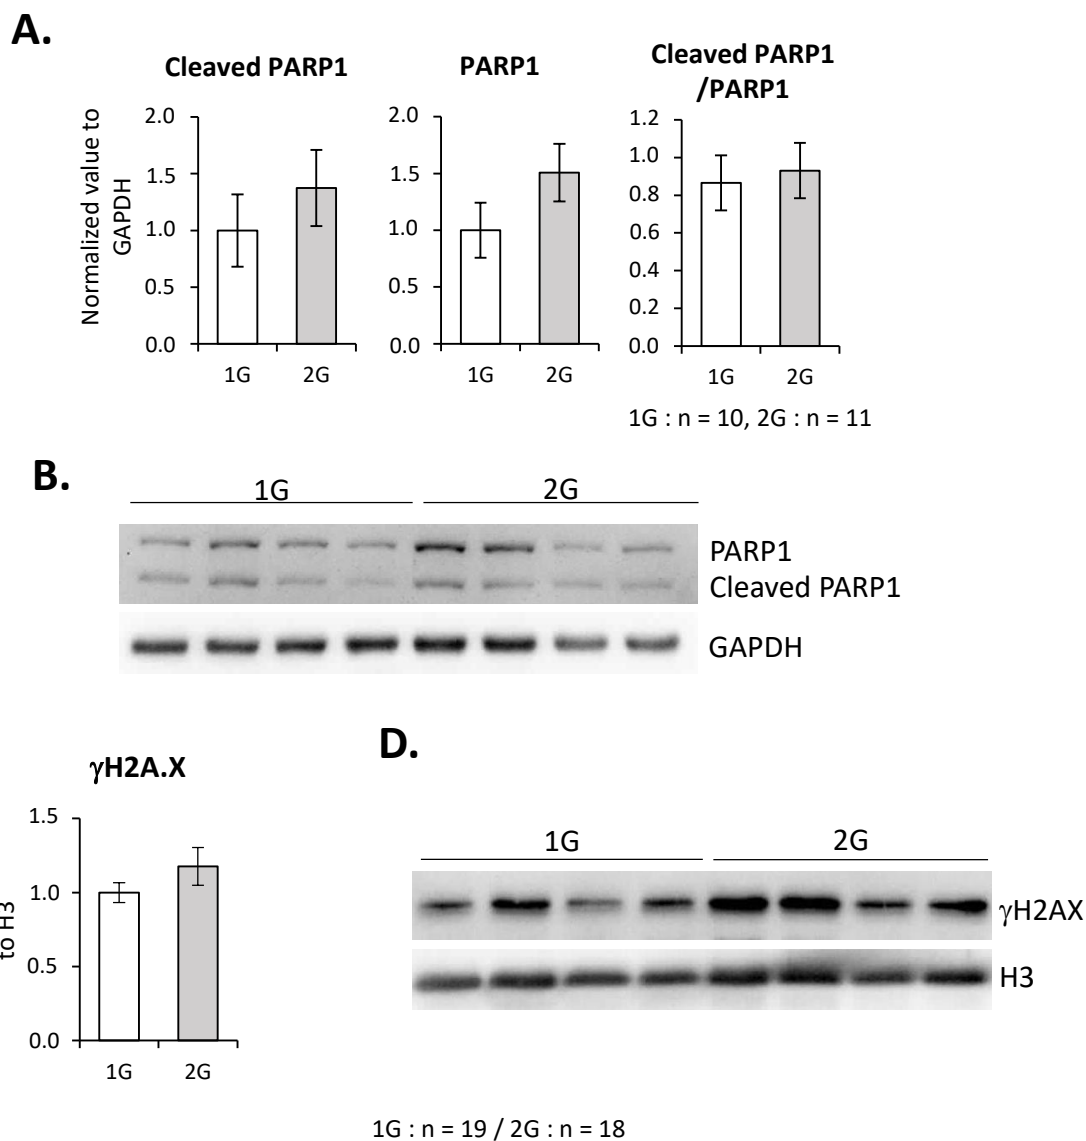 A.
Cleaved PARP1
PARP1
Cleaved PARP1
/PARP1
Normalized value to
GAPDH
2.0
1.5
1.0
0.5
0.0
1G
2G
2.0
1.5
1.0
0.5
0.0
1G
2G
1.2
1.0
0.8
0.6
0.4
0.2
0.0
1G
2G
1G : n = 10, 2G : n = 11
B.
1G
2G
PARP1
Cleaved PARP1
GAPDH
γH2A.X
to H3
1.5
1.0
0.5
0.0
1G
2G
D.
1G
2G
γH2AX
H3
1G : n = 19 / 2G : n = 18